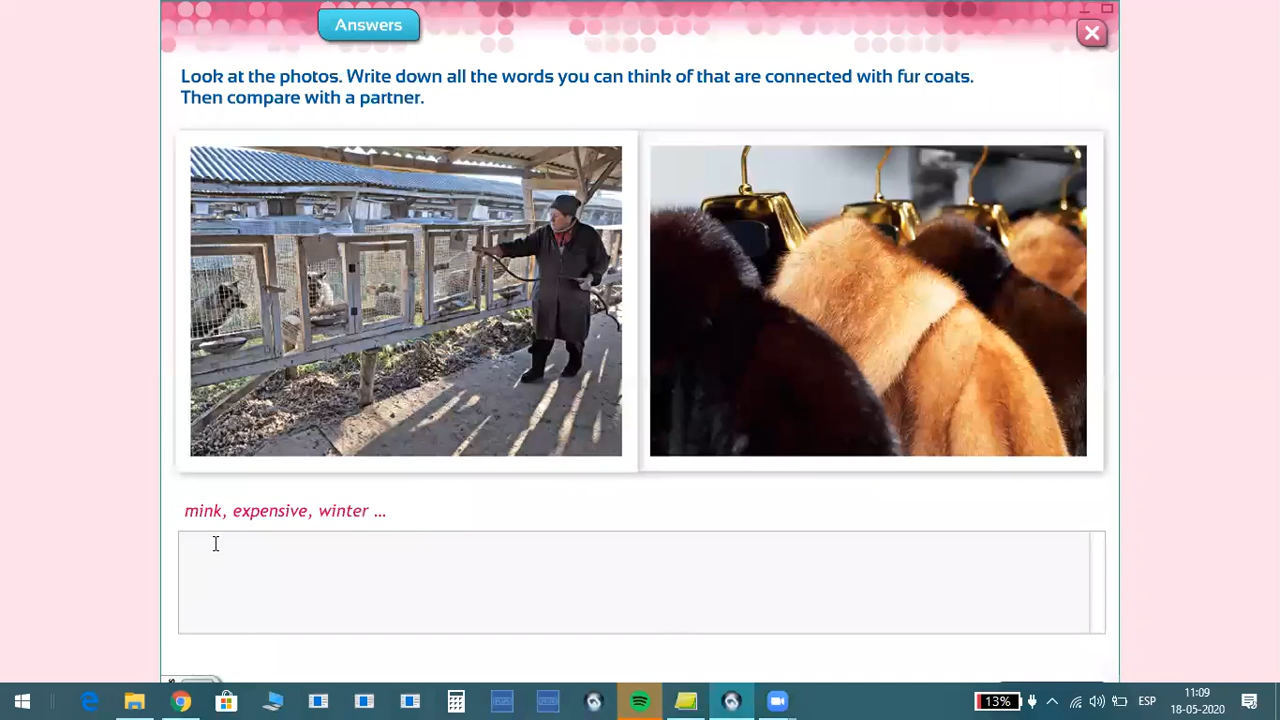 Answers
Look at the photos. Write down all the words you can think of that are connected with fur coats.
Then compare with a partner.
mink, expensive, winter ...
13%
ESP
11:09
18-05-2020